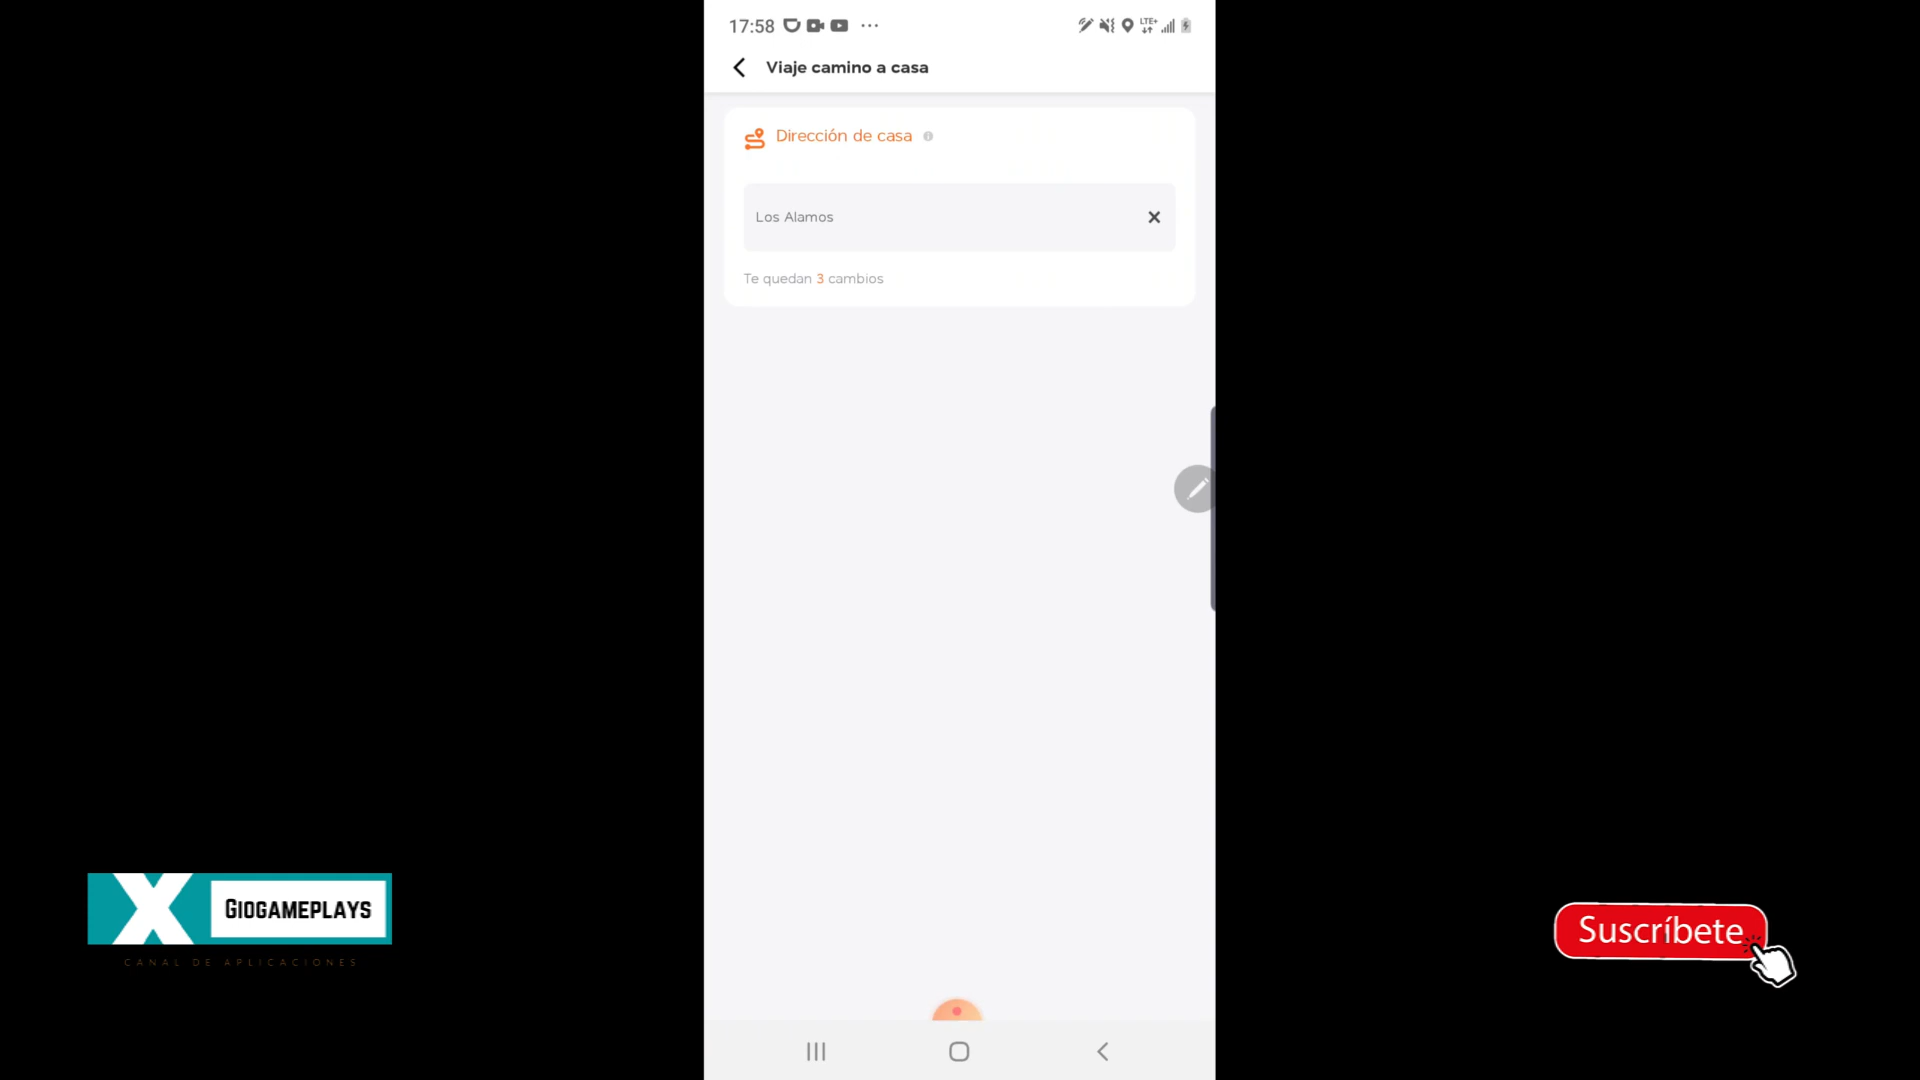 17:58
LTE+
Viaje camino a casa
Dirección de casa
Los Alamos
Te quedan 3 cambios
X GIOGAMEPLAYS
CANAL DE APLICACIONES
Suscríbete